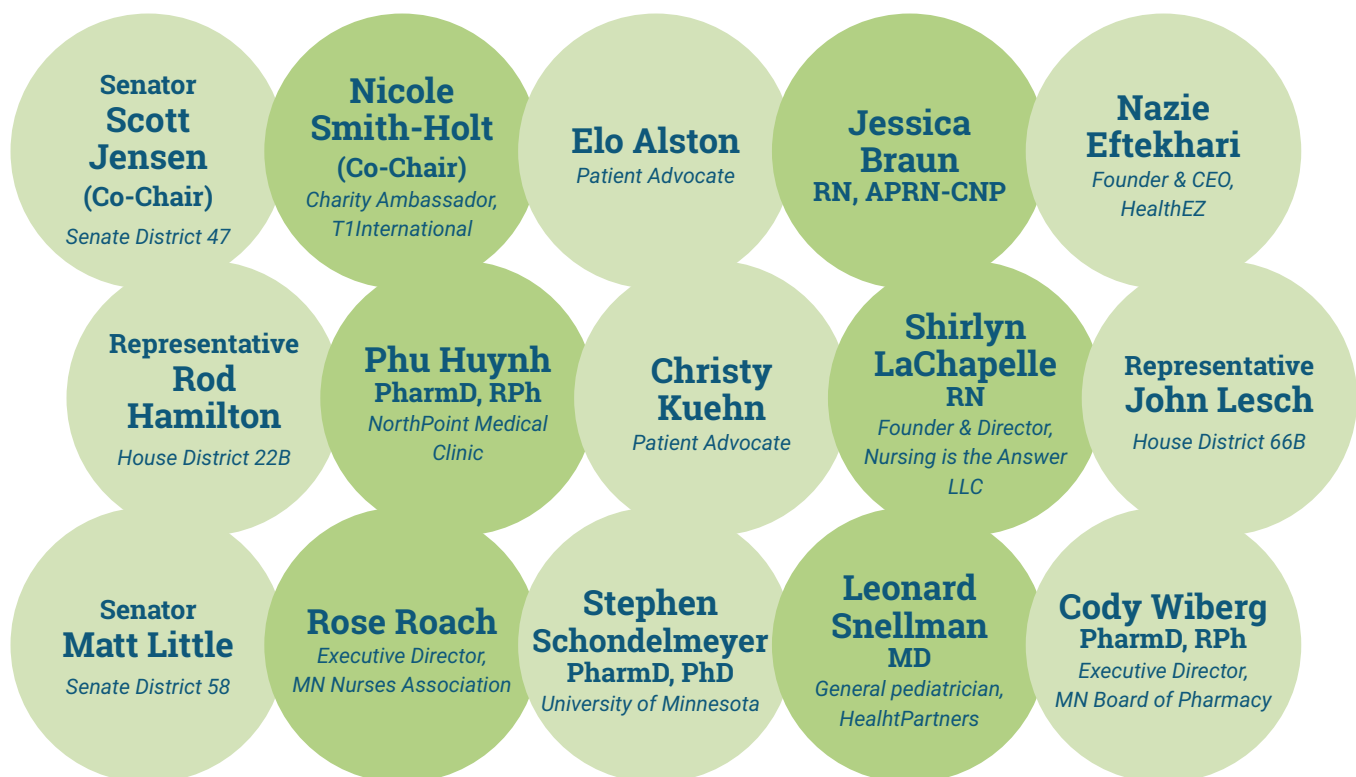 Senator
Scott
Jensen
(Co-Chair)
Senate District 47
Nicole
Smith-Holt
(Co-Chair)
Charity Ambassador,
T1International
Elo Alston
Patient Advocate
Jessica
Braun
RN, APRN-CNP
Nazie
Eftekhari
Founder & CEO,
HealthEZ
Representative
Rod
Hamilton
House District 22B
Phu Huynh
PharmD, RPh
NorthPoint Medical
Clinic
Christy
Kuehn
Patient Advocate
Shirlyn
LaChapelle
RN
Founder & Director,
Nursing is the Answer
LLC
Representative
John Lesch
House District 66B
Senator
Matt Little
Senate District 58
Rose Roach
Executive Director,
MN Nurses Association
Stephen
Schondelmeyer
PharmD, PhD
University of Minnesota
Leonard
Snellman
MD
General pediatrician,
HealhtPartners
Cody Wiberg
PharmD, RPh
Executive Director,
MN Board of Pharmacy